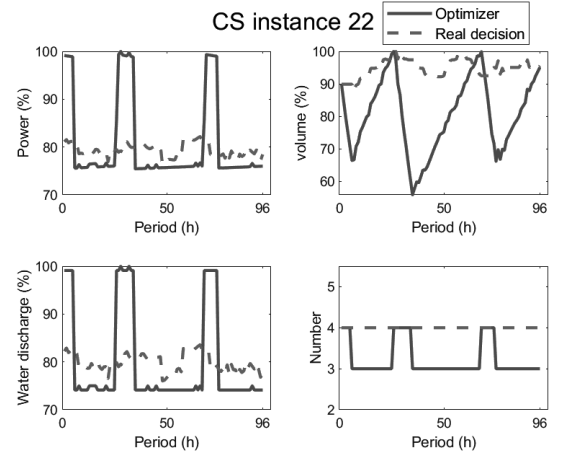 CS instance 22
Optimizer
Real decision
100
90
80
70
Power (%)
0
50
96
Period (h)
100
90
80
70
60
volume (%)
0
50
96
Period (h)
100
90
80
70
Water discharge (%)
0
50
96
Period (h)
5
4
3
2
Number
0
50
96
Period (h)